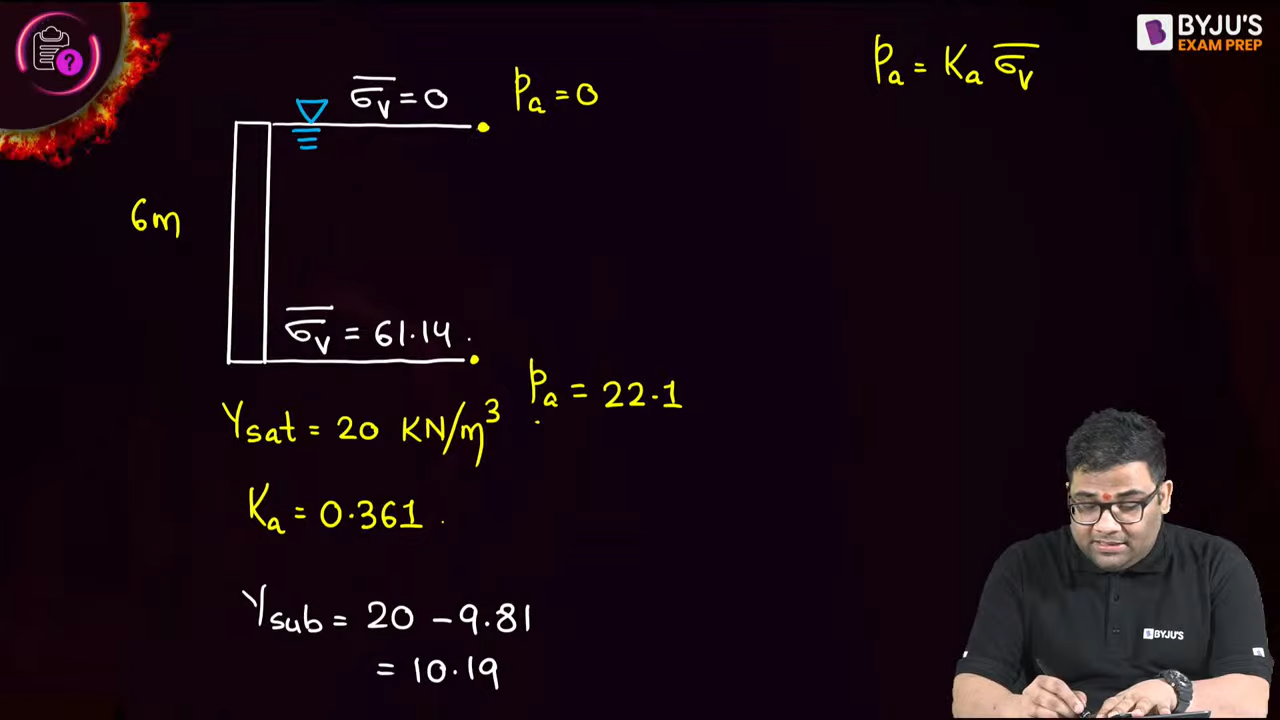 BYJU'S
EXAM PREP
Pa = Ka σ̅v
σ̅v = 0
Pa = 0
6m
σ̅v = 61.14
Pa = 22.1
γsat = 20 KN/m³
Ka = 0.361
γsub = 20 - 9.81
= 10.19
BYJU'S